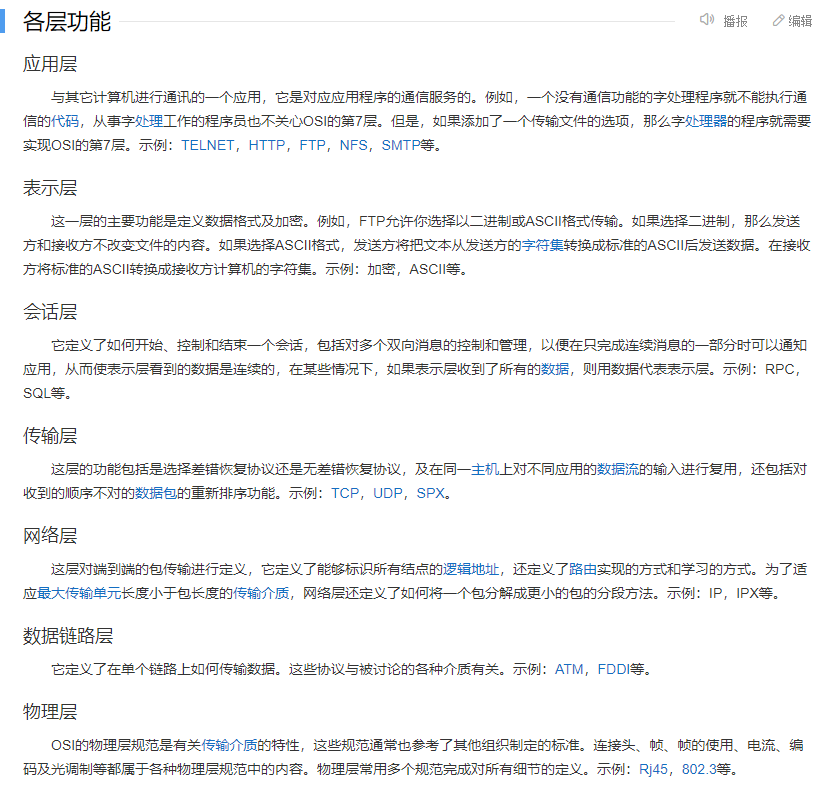 各层功能
播报
编辑
应用层
与其它计算机进行通讯的一个应用，它是对应应用程序的通信服务的。例如，一个没有通信功能的字处理程序就不能执行通
信的代码，从事字处理工作的程序员也不关心OSI的第7层。但是，如果添加了一个传输文件的选项，那么字处理器的程序就需要
实现OSI的第7层。示例：TELNET，HTTP，FTP，NFS，SMTP等。
表示层
这一层的主要功能是定义数据格式及加密。例如，FTP允许你选择以二进制或ASCII格式传输。如果选择二进制，那么发送
方和接收方不改变文件的内容。如果选择ASCII格式，发送方将把文本从发送方的字符集转换成标准的ASCII后发送数据。在接收
方将标准的ASCII转换成接收方计算机的字符集。示例：加密，ASCII等。
会话层
它定义了如何开始、控制和结束一个会话，包括对多个双向消息的控制和管理，以便在只完成连续消息的一部分时可以通知
应用，从而使表示层看到的数据是连续的，在某些情况下，如果表示层收到了所有的数据，则用数据代表表示层。示例：RPC，
SQL等。
传输层
这层的功能包括是选择差错恢复协议还是无差错恢复协议，及在同一主机上对不同应用的数据流的输入进行复用，还包括对
收到的顺序不对的数据包的重新排序功能。示例：TCP，UDP，SPX。
网络层
这层对端到端的包传输进行定义，它定义了能够标识所有结点的逻辑地址，还定义了路由实现的方式和学习的方式。为了适
应最大传输单元长度小于包长度的传输介质，网络层还定义了如何将一个包分解成更小的包的分段方法。示例：IP，IPX等。
数据链路层
它定义了在单个链路上如何传输数据。这些协议与被讨论的各种介质有关。示例：ATM，FDDI等。
物理层
OSI的物理层规范是有关传输介质的特性，这些规范通常也参考了其他组织制定的标准。连接头、帧、帧的使用、电流、编
码及光调制等都属于各种物理层规范中的内容。物理层常用多个规范完成对所有细节的定义。示例：Rj45，802.3等。